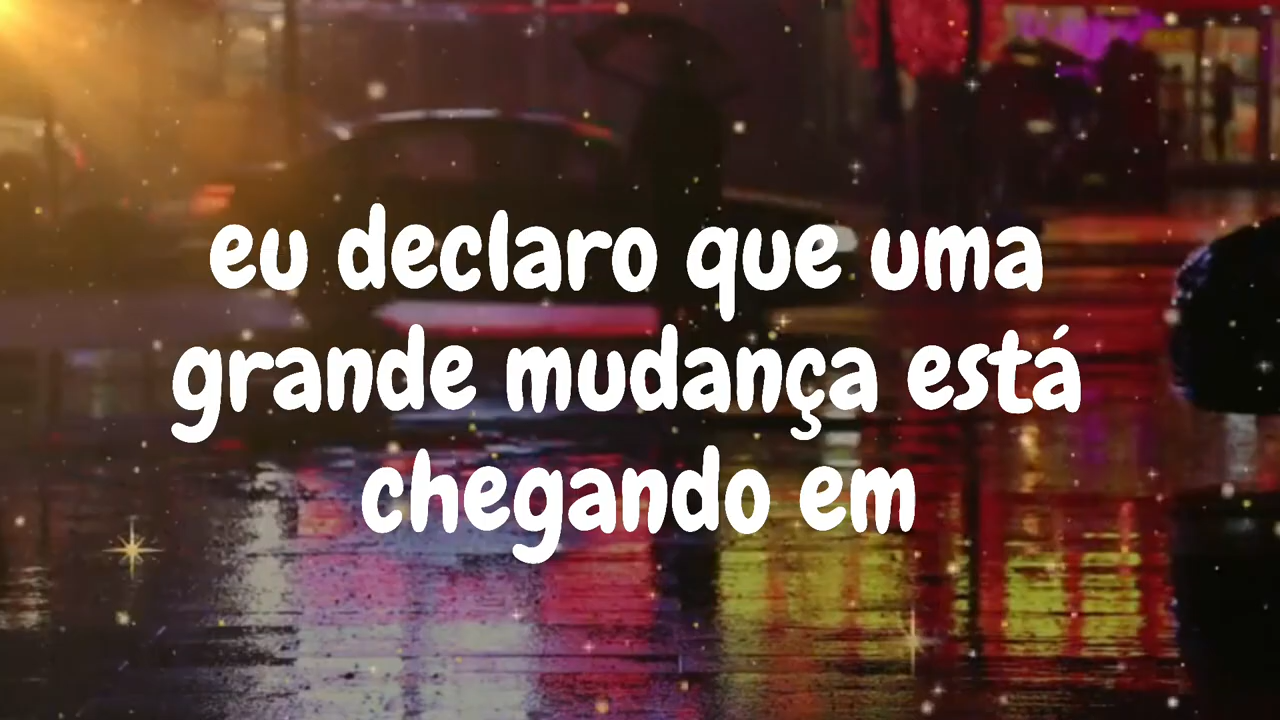 eu declaro que uma
grande mudança está
chegando em